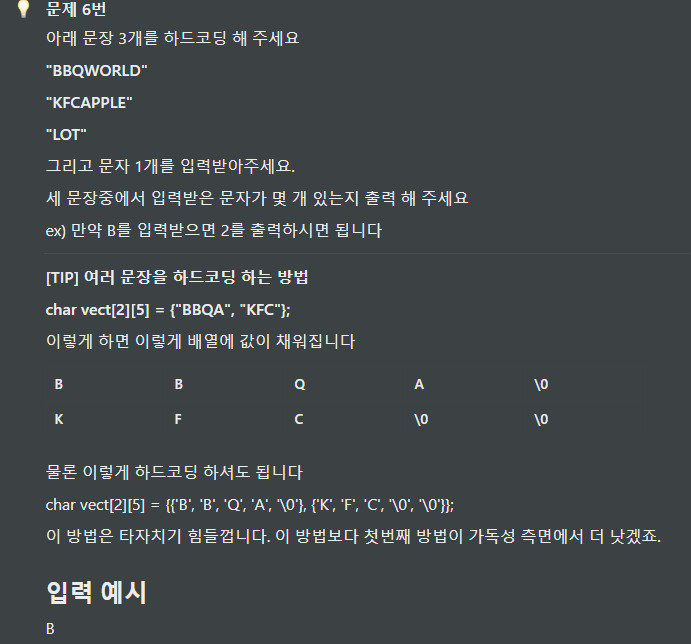 문제 6번
아래 문장 3개를 하드코딩 해 주세요
"BBQWORLD"
"KFCAPPLE"
"LOT"
그리고 문자 1개를 입력받아주세요.
세 문장중에서 입력받은 문자가 몇 개 있는지 출력 해 주세요
ex) 만약 B를 입력받으면 2를 출력하시면 됩니다
[TIP] 여러 문장을 하드코딩 하는 방법
char vect[2][5] = {"BBQA", "KFC"};
이렇게 하면 이렇게 배열에 값이 채워집니다
B B Q A \0
K F C \0 \0
물론 이렇게 하드코딩 하셔도 됩니다
char vect[2][5] = {{'B', 'B', 'Q', 'A', '\0'}, {'K', 'F', 'C', '\0', '\0'}};
이 방법은 타자치기 힘들껍니다. 이 방법보다 첫번째 방법이 가독성 측면에서 더 낫겠죠.
입력 예시
B